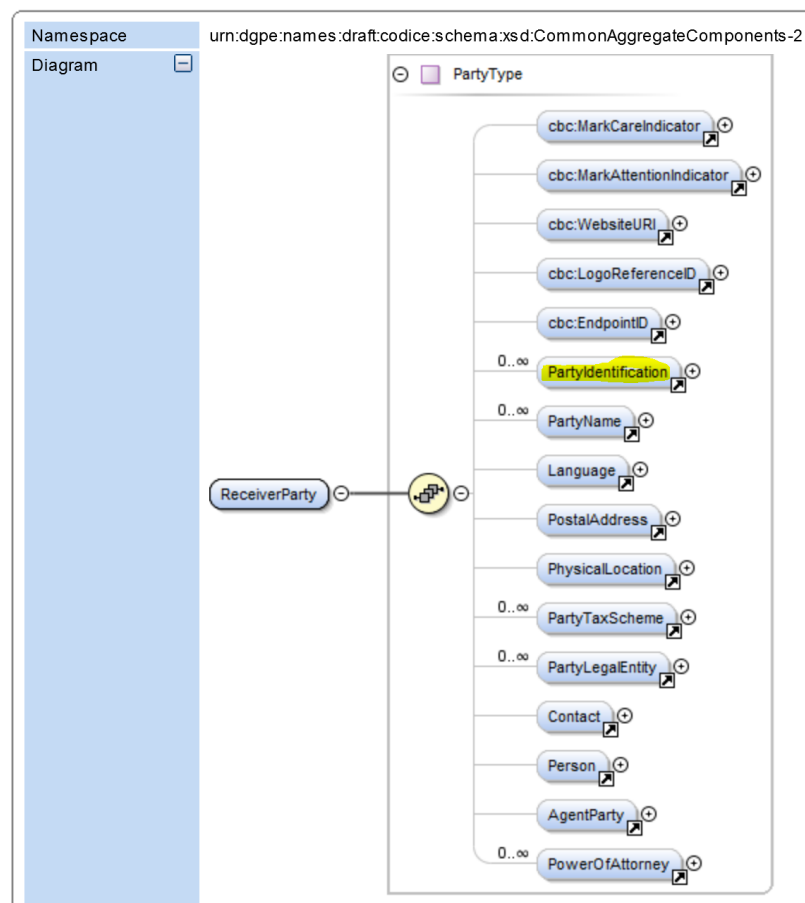 Namespace urn:dgpe:names:draft:codice:schema:xsd:CommonAggregateComponents-2
Diagram
PartyType
cbc:MarkCareIndicator
cbc:MarkAttentionIndicator
cbc:WebsiteURI
cbc:LogoReferenceID
cbc:EndpointID
0..∞
PartyIdentification
0..∞
PartyName
Language
ReceiverParty
PostalAddress
PhysicalLocation
0..∞
PartyTaxScheme
0..∞
PartyLegalEntity
Contact
Person
AgentParty
0..∞
PowerOfAttorney